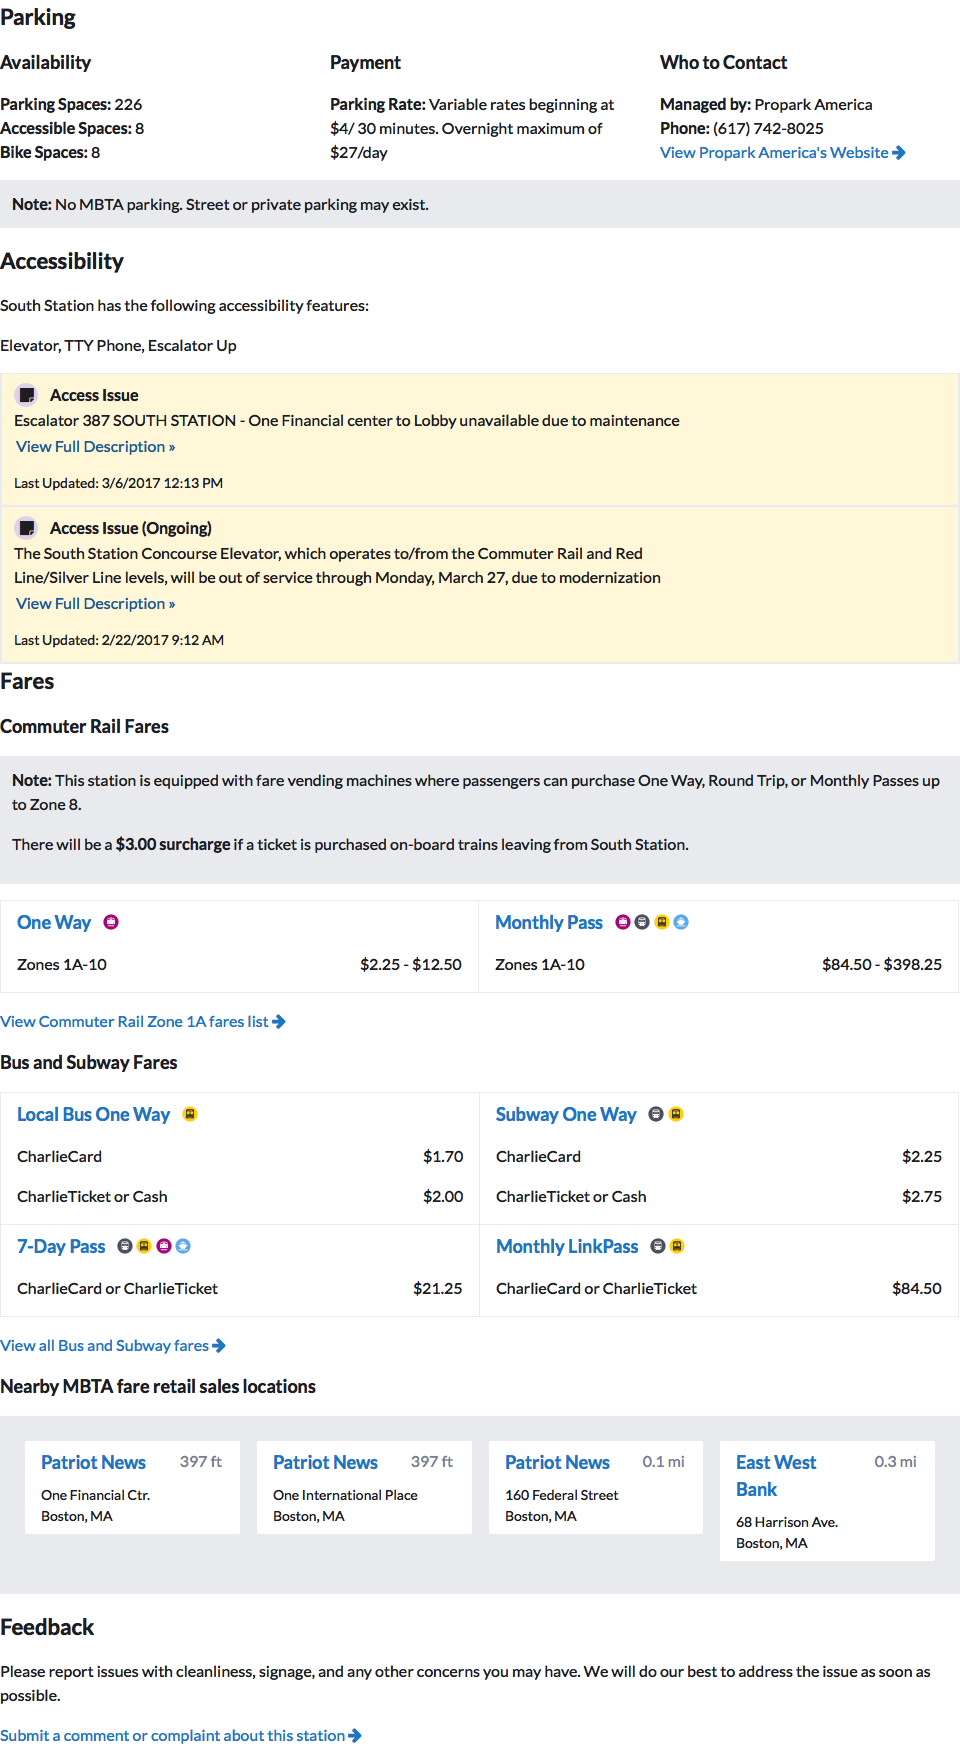 Parking
Availability
Parking Spaces: 226
Accessible Spaces: 8
Bike Spaces: 8
Payment
Parking Rate: Variable rates beginning at
$4/ 30 minutes. Overnight maximum of
$27/day
Who to Contact
Managed by: Propark America
Phone: (617) 742-8025
View Propark America's Website
Note: No MBTA parking. Street or private parking may exist.
Accessibility
South Station has the following accessibility features:
Elevator, TTY Phone, Escalator Up
Access Issue
Escalator 387 SOUTH STATION - One Financial center to Lobby unavailable due to maintenance
View Full Description »
Last Updated: 3/6/2017 12:13 PM
Access Issue (Ongoing)
The South Station Concourse Elevator, which operates to/from the Commuter Rail and Red
Line/Silver Line levels, will be out of service through Monday, March 27, due to modernization
View Full Description »
Last Updated: 2/22/2017 9:12 AM
Fares
Commuter Rail Fares
Note: This station is equipped with fare vending machines where passengers can purchase One Way, Round Trip, or Monthly Passes up
to Zone 8.
There will be a $3.00 surcharge if a ticket is purchased on-board trains leaving from South Station.
One Way
Zones 1A-10 $2.25 - $12.50
Monthly Pass
Zones 1A-10 $84.50 - $398.25
View Commuter Rail Zone 1A fares list
Bus and Subway Fares
Local Bus One Way
CharlieCard $1.70
CharlieTicket or Cash $2.00
Subway One Way
CharlieCard $2.25
CharlieTicket or Cash $2.75
7-Day Pass
CharlieCard or CharlieTicket $21.25
Monthly LinkPass
CharlieCard or CharlieTicket $84.50
View all Bus and Subway fares
Nearby MBTA fare retail sales locations
Patriot News 397 ft
One Financial Ctr.
Boston, MA
Patriot News 397 ft
One International Place
Boston, MA
Patriot News 0.1 mi
160 Federal Street
Boston, MA
East West 0.3 mi
Bank
68 Harrison Ave.
Boston, MA
Feedback
Please report issues with cleanliness, signage, and any other concerns you may have. We will do our best to address the issue as soon as
possible.
Submit a comment or complaint about this station